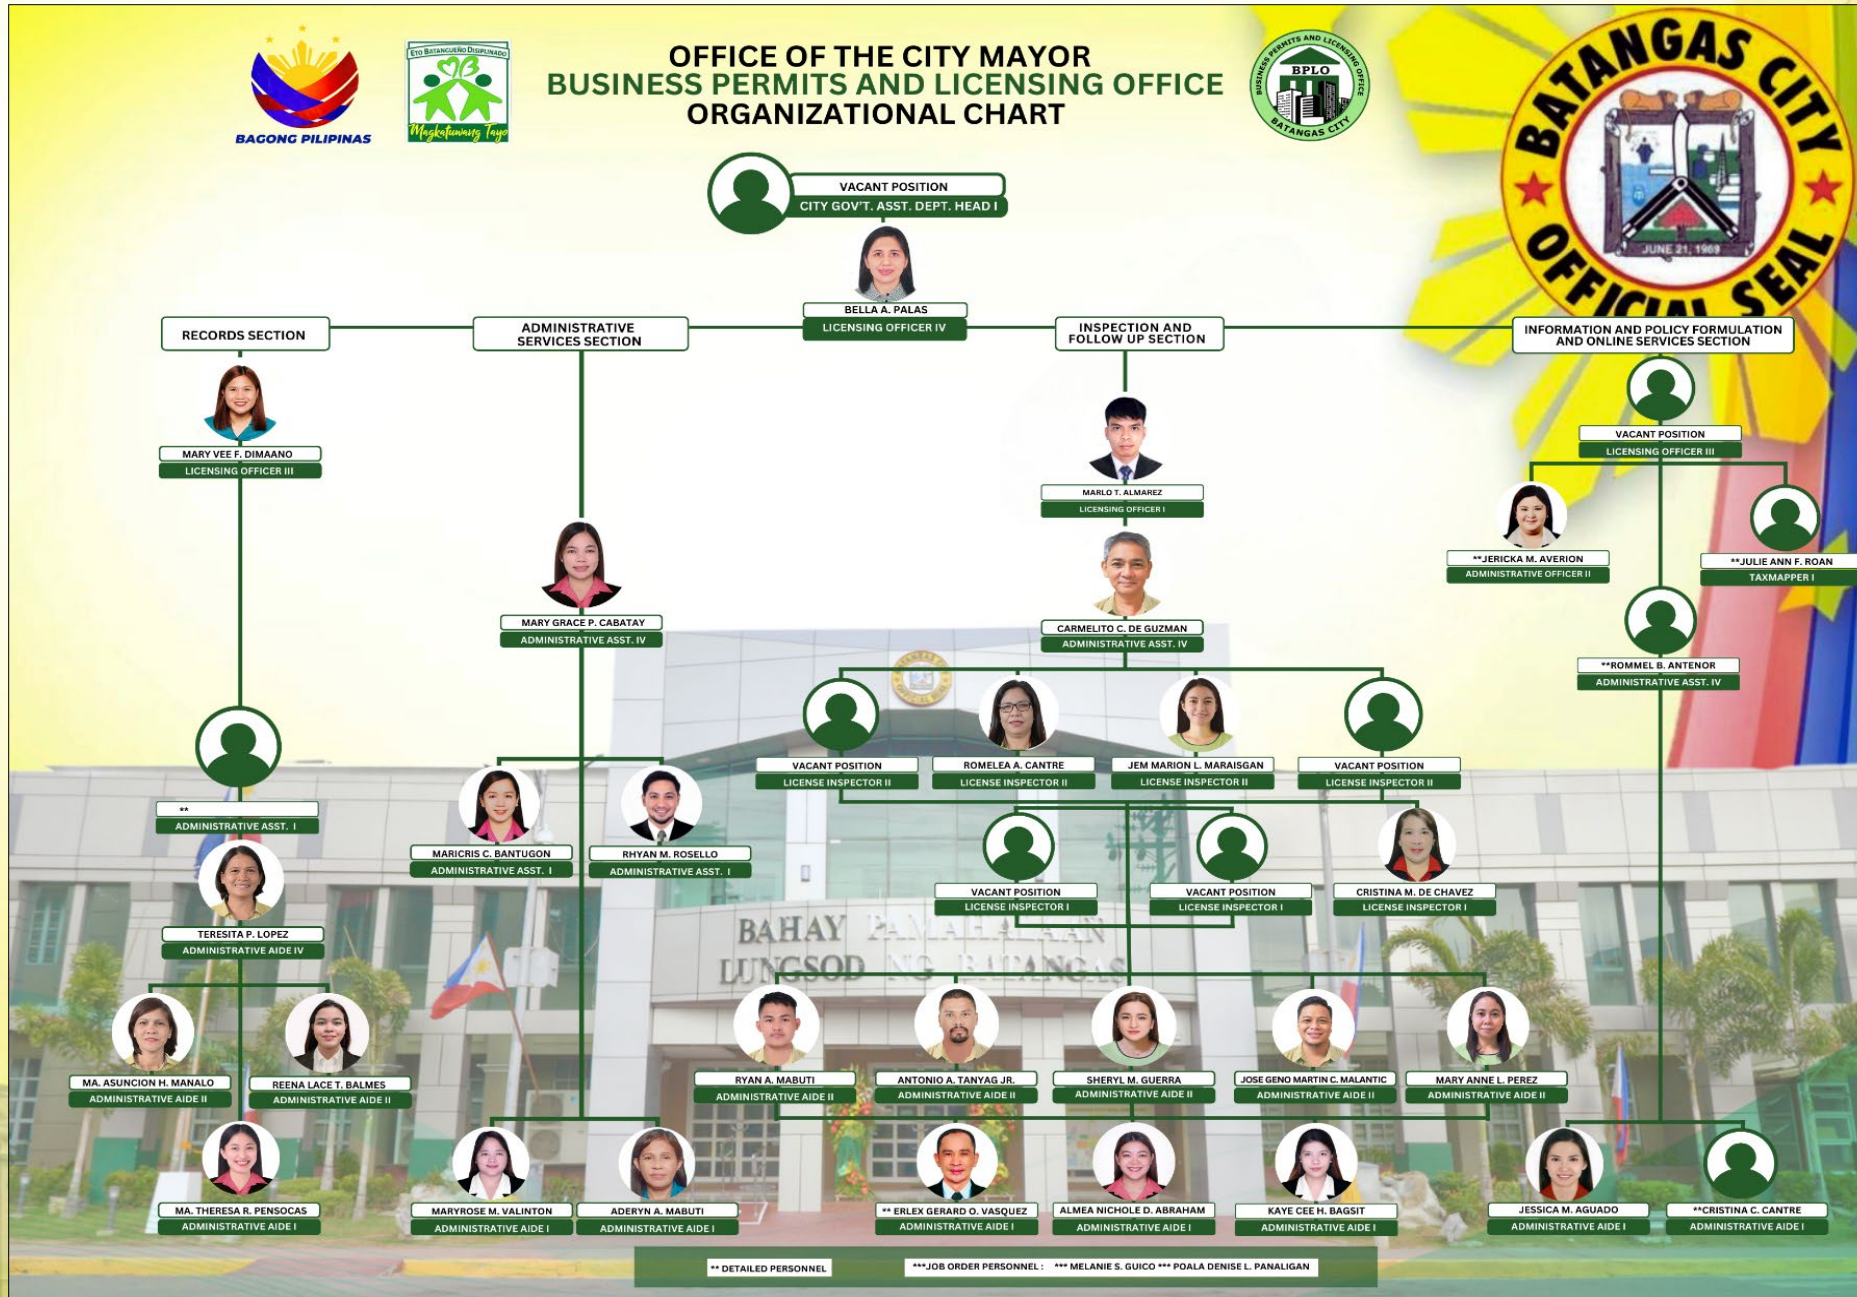 BAGONG PILIPINAS
ETO BATANGUEÑO DISIPLINADO
MB
Magkatuwang Tayo
OFFICE OF THE CITY MAYOR
BUSINESS PERMITS AND LICENSING OFFICE
ORGANIZATIONAL CHART
BUSINESS PERMITS AND LICENSING OFFICE
BPLO
BATANGAS CITY
BATANGAS CITY
OFFICIAL SEAL
JUNE 21, 1969
VACANT POSITION
CITY GOV'T. ASST. DEPT. HEAD I
BELLA A. PALAS
LICENSING OFFICER IV
RECORDS SECTION
MARY VEE F. DIMAANO
LICENSING OFFICER III
**
ADMINISTRATIVE ASST. I
TERESITA P. LOPEZ
ADMINISTRATIVE AIDE IV
MA. ASUNCION H. MANALO
ADMINISTRATIVE AIDE II
REENA LACE T. BALMES
ADMINISTRATIVE AIDE II
MA. THERESA R. PENSOCAS
ADMINISTRATIVE AIDE I
ADMINISTRATIVE
SERVICES SECTION
MARY GRACE P. CABATAY
ADMINISTRATIVE ASST. IV
MARICRIS C. BANTUGON
ADMINISTRATIVE ASST. I
RHYAN M. ROSELLO
ADMINISTRATIVE ASST. I
MARYROSE M. VALINTON
ADMINISTRATIVE AIDE I
ADERYN A. MABUTI
ADMINISTRATIVE AIDE I
INSPECTION AND
FOLLOW UP SECTION
MARLO T. ALMAREZ
LICENSING OFFICER I
CARMELITO C. DE GUZMAN
ADMINISTRATIVE ASST. IV
VACANT POSITION
LICENSE INSPECTOR II
ROMELEA A. CANTRE
LICENSE INSPECTOR II
JEM MARION L. MARAISGAN
LICENSE INSPECTOR II
VACANT POSITION
LICENSE INSPECTOR II
VACANT POSITION
LICENSE INSPECTOR I
VACANT POSITION
LICENSE INSPECTOR I
CRISTINA M. DE CHAVEZ
LICENSE INSPECTOR I
BAHAY PAMAHALAAN
LUNGSOD NG BATANGAS
RYAN A. MABUTI
ADMINISTRATIVE AIDE II
ANTONIO A. TANYAG JR.
ADMINISTRATIVE AIDE II
SHERYL M. GUERRA
ADMINISTRATIVE AIDE II
JOSE GENO MARTIN C. MALANTIC
ADMINISTRATIVE AIDE II
MARY ANNE L. PEREZ
ADMINISTRATIVE AIDE II
** ERLEX GERARD O. VASQUEZ
ADMINISTRATIVE AIDE I
ALMEA NICHOLE D. ABRAHAM
ADMINISTRATIVE AIDE I
KAYE CEE H. BAGSIT
ADMINISTRATIVE AIDE I
INFORMATION AND POLICY FORMULATION
AND ONLINE SERVICES SECTION
VACANT POSITION
LICENSING OFFICER III
**JERICKA M. AVERION
ADMINISTRATIVE OFFICER II
**JULIE ANN F. ROAN
TAXMAPPER I
**ROMMEL B. ANTENOR
ADMINISTRATIVE ASST. IV
JESSICA M. AGUADO
ADMINISTRATIVE AIDE I
**CRISTINA C. CANTRE
ADMINISTRATIVE AIDE I
** DETAILED PERSONNEL
***JOB ORDER PERSONNEL : *** MELANIE S. GUICO *** POALA DENISE L. PANALIGAN